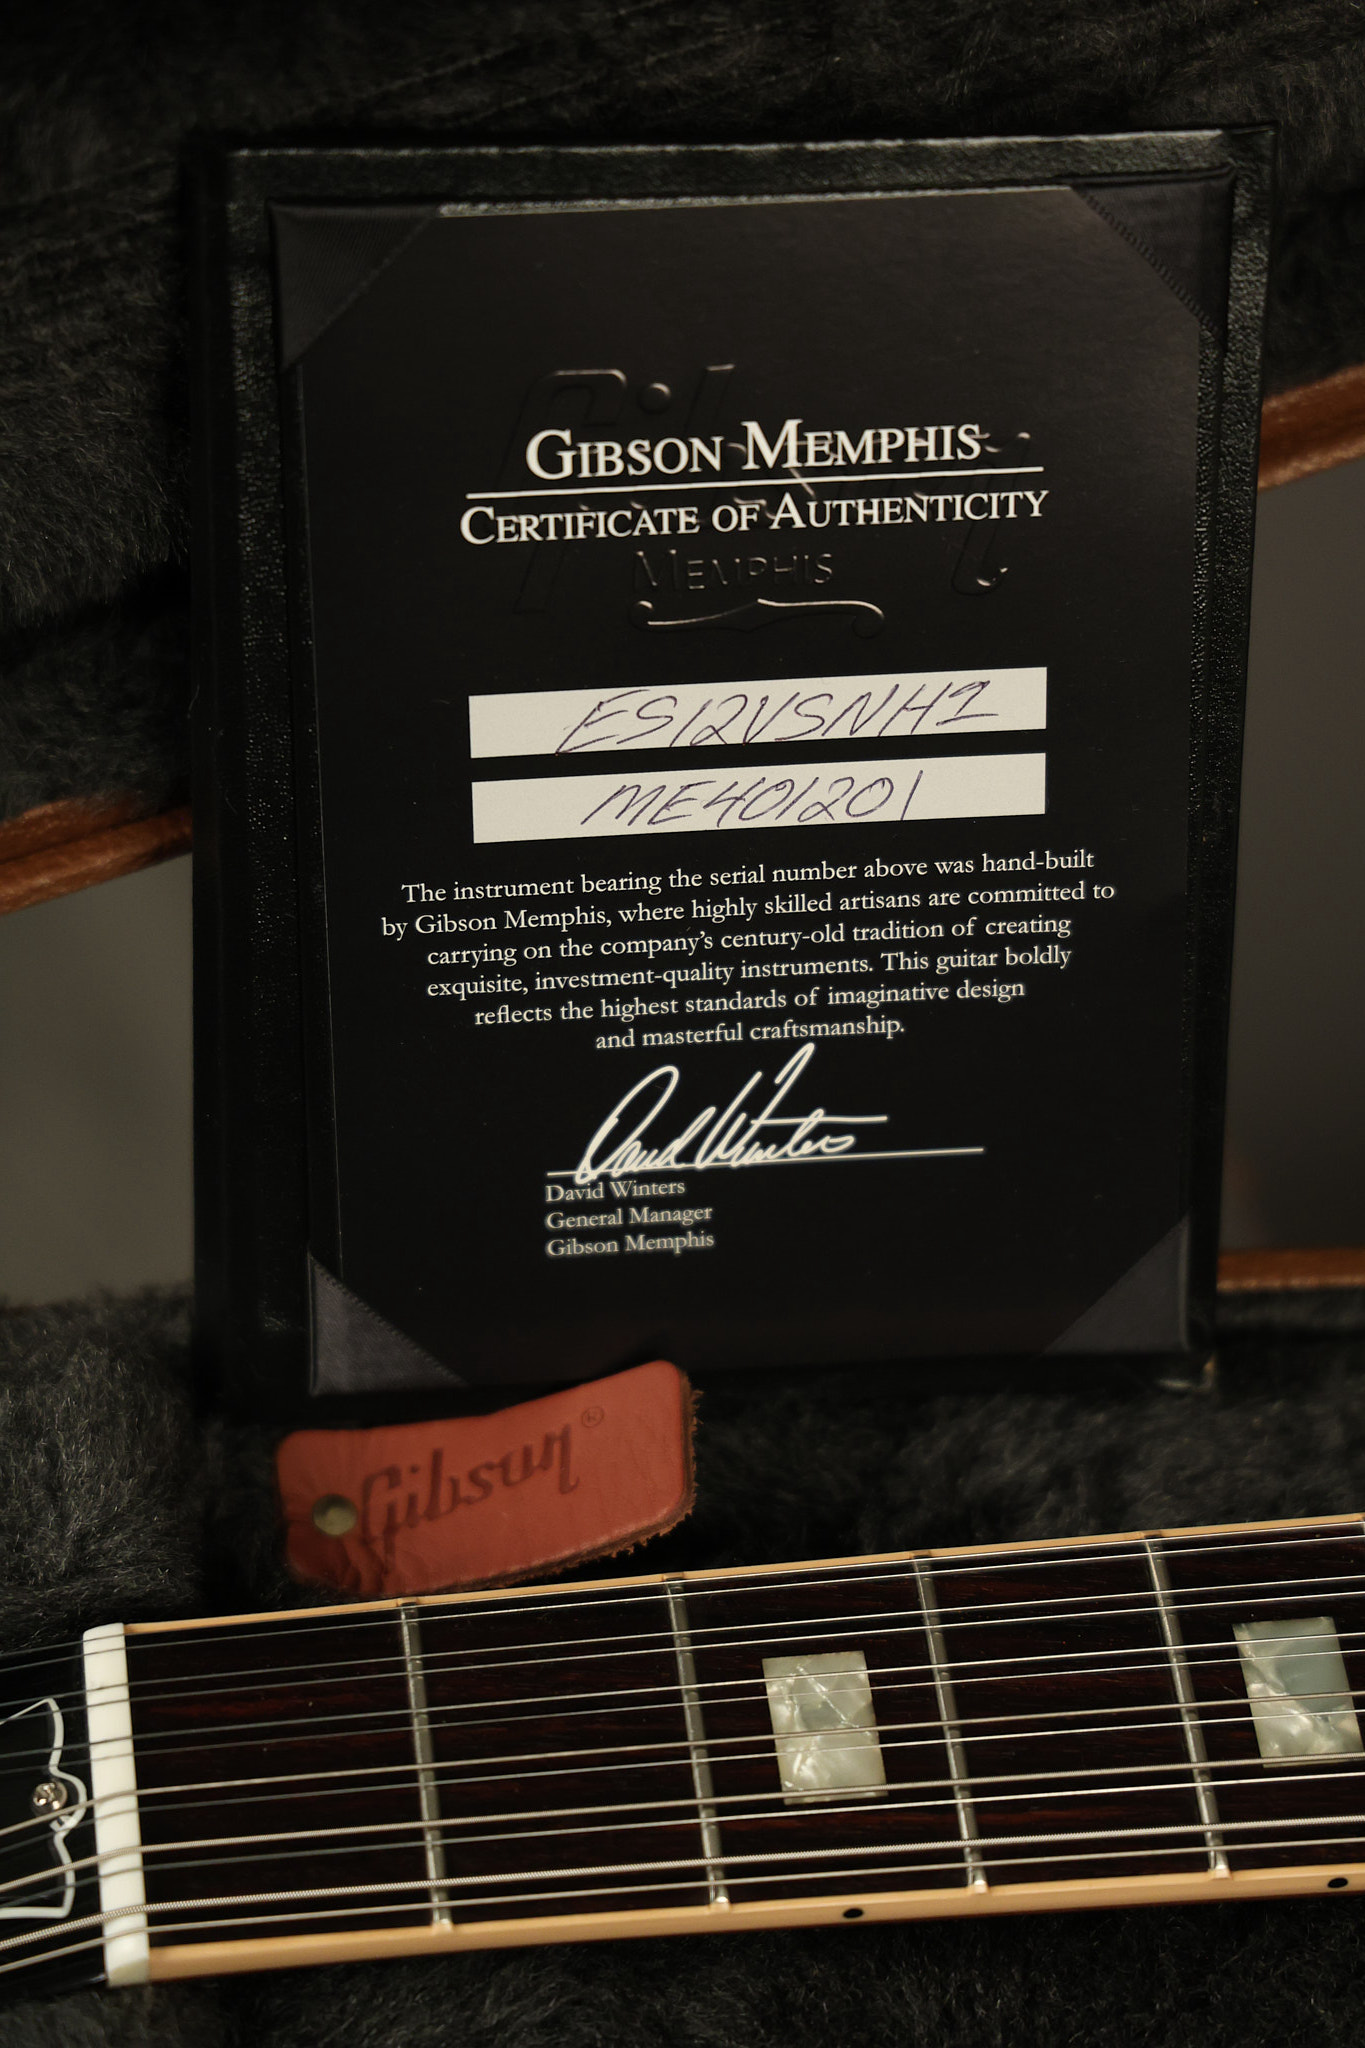 GIBSON MEMPHIS
CERTIFICATE OF AUTHENTICITY
MEMPHIS
ES12VSNH1
ME401201
The instrument bearing the serial number above was hand-built
by Gibson Memphis, where highly skilled artisans are committed to
carrying on the company's century-old tradition of creating
exquisite, investment-quality instruments. This guitar boldly
reflects the highest standards of imaginative design
and masterful craftsmanship.
David Winters
David Winters
General Manager
Gibson Memphis
Gibson®